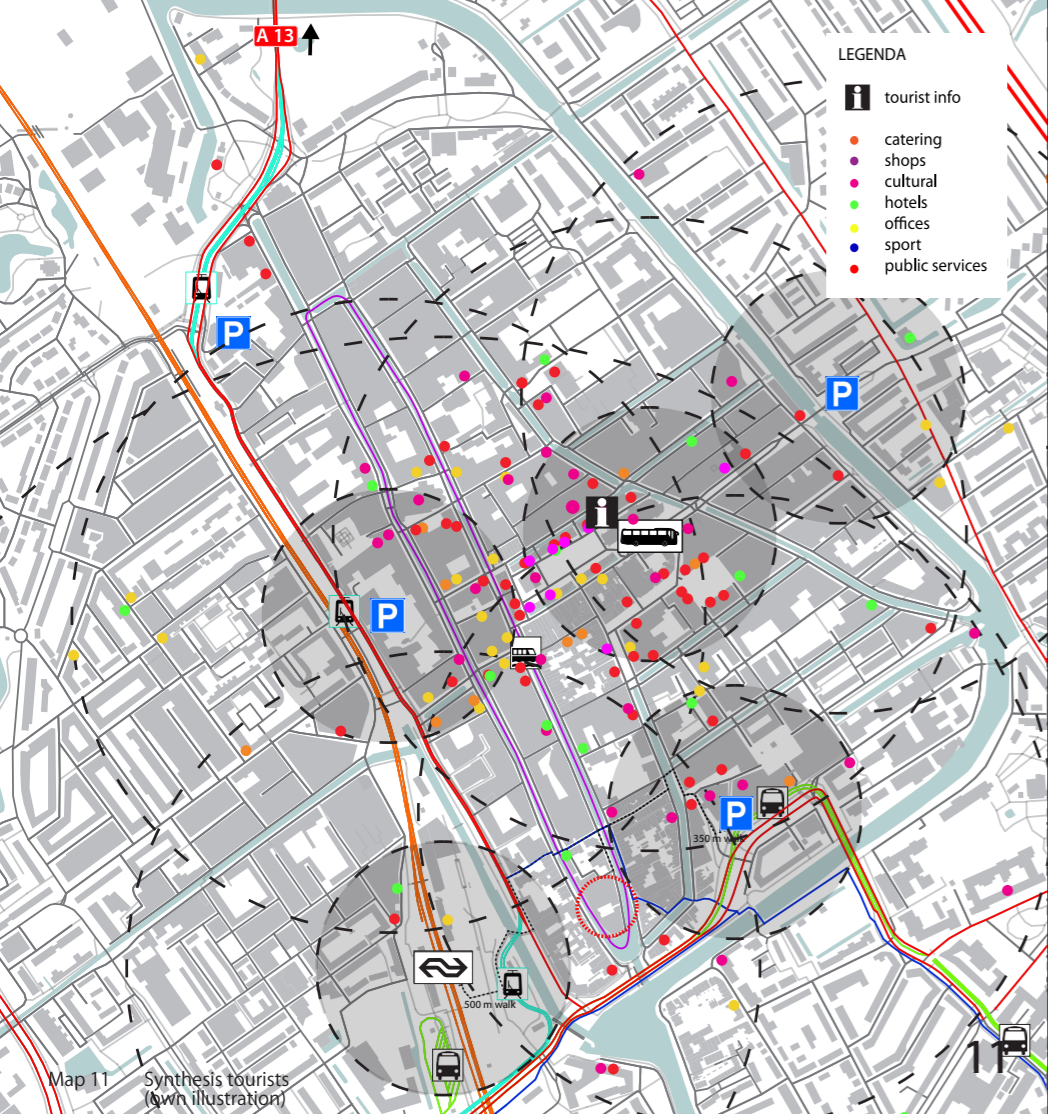 A 13
LEGENDA
i tourist info
catering
shops
cultural
hotels
offices
sport
public services
P
P
i
P
P
350 m walk
500 m walk
11
Map 11 Synthesis tourists
(own illustration)